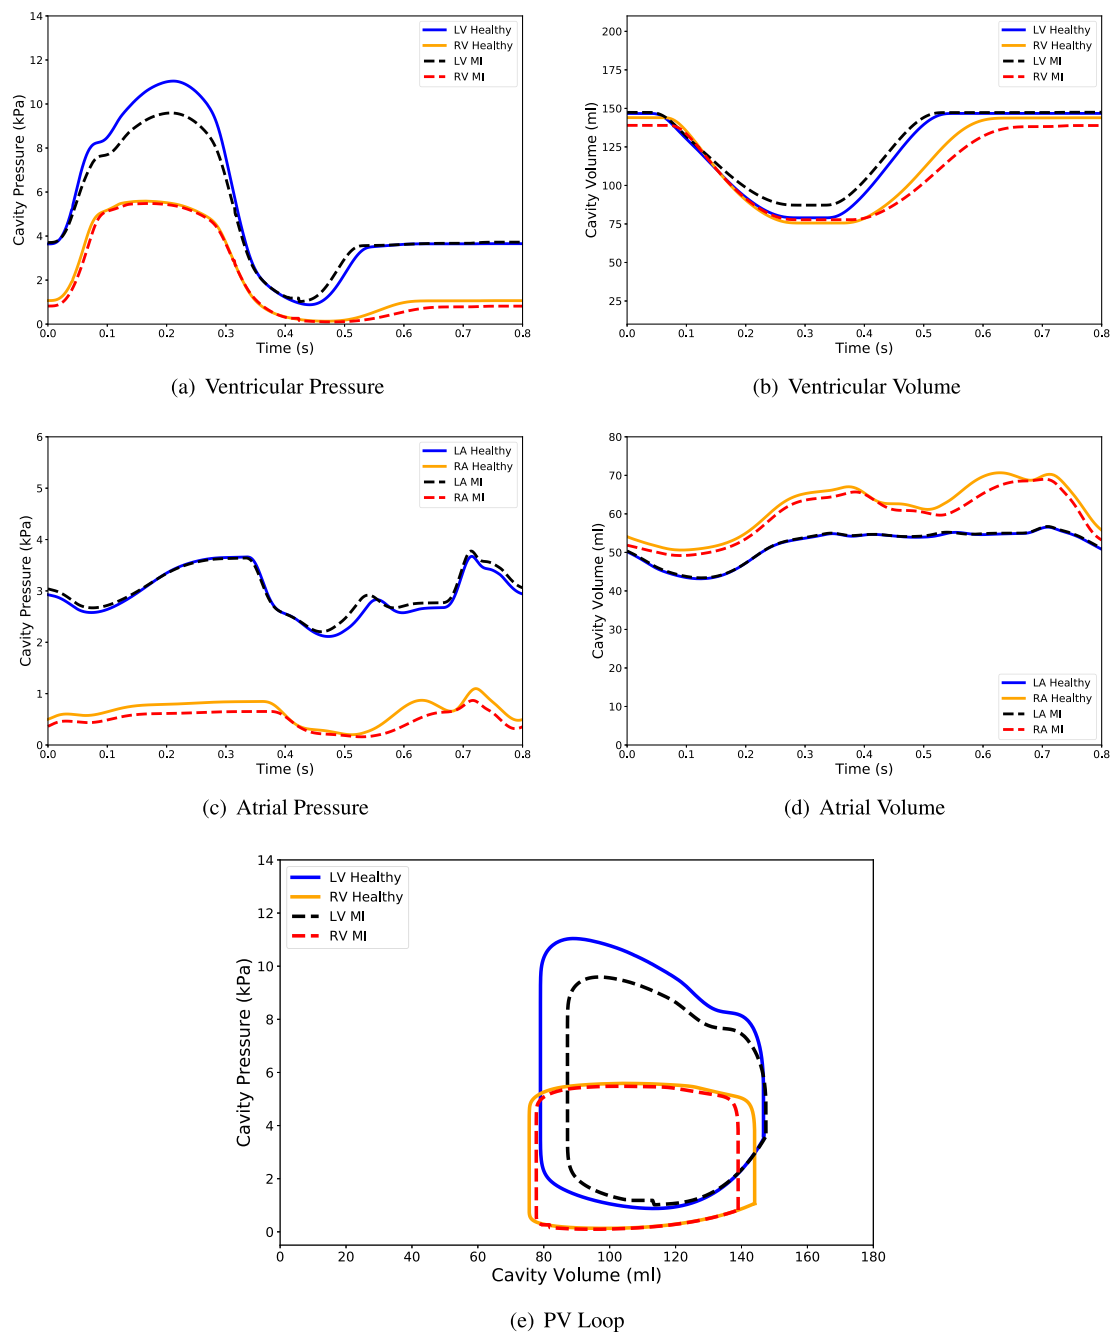 14
12
10
8
6
4
2
0
Cavity Pressure (kPa)
LV Healthy
RV Healthy
LV MI
RV MI
0.0 0.1 0.2 0.3 0.4 0.5 0.6 0.7 0.8
Time (s)
(a) Ventricular Pressure
200
175
150
125
100
75
50
25
Cavity Volume (ml)
LV Healthy
RV Healthy
LV MI
RV MI
0.0 0.1 0.2 0.3 0.4 0.5 0.6 0.7 0.8
Time (s)
(b) Ventricular Volume
6
5
4
3
2
1
0
Cavity Pressure (kPa)
LA Healthy
RA Healthy
LA MI
RA MI
0.0 0.1 0.2 0.3 0.4 0.5 0.6 0.7 0.8
Time (s)
(c) Atrial Pressure
80
70
60
50
40
30
20
10
0
Cavity Volume (ml)
LA Healthy
RA Healthy
LA MI
RA MI
0.0 0.1 0.2 0.3 0.4 0.5 0.6 0.7 0.8
Time (s)
(d) Atrial Volume
14
12
10
8
6
4
2
0
Cavity Pressure (kPa)
LV Healthy
RV Healthy
LV MI
RV MI
0 20 40 60 80 100 120 140 160 180
Cavity Volume (ml)
(e) PV Loop